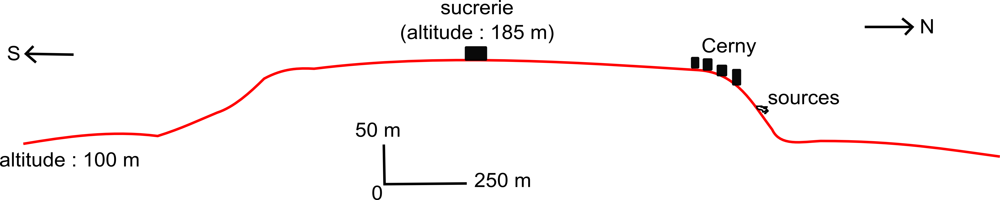 sucrerie
(altitude : 185 m)
N
Cerny
S
sources
50 m
altitude : 100 m
250 m
0